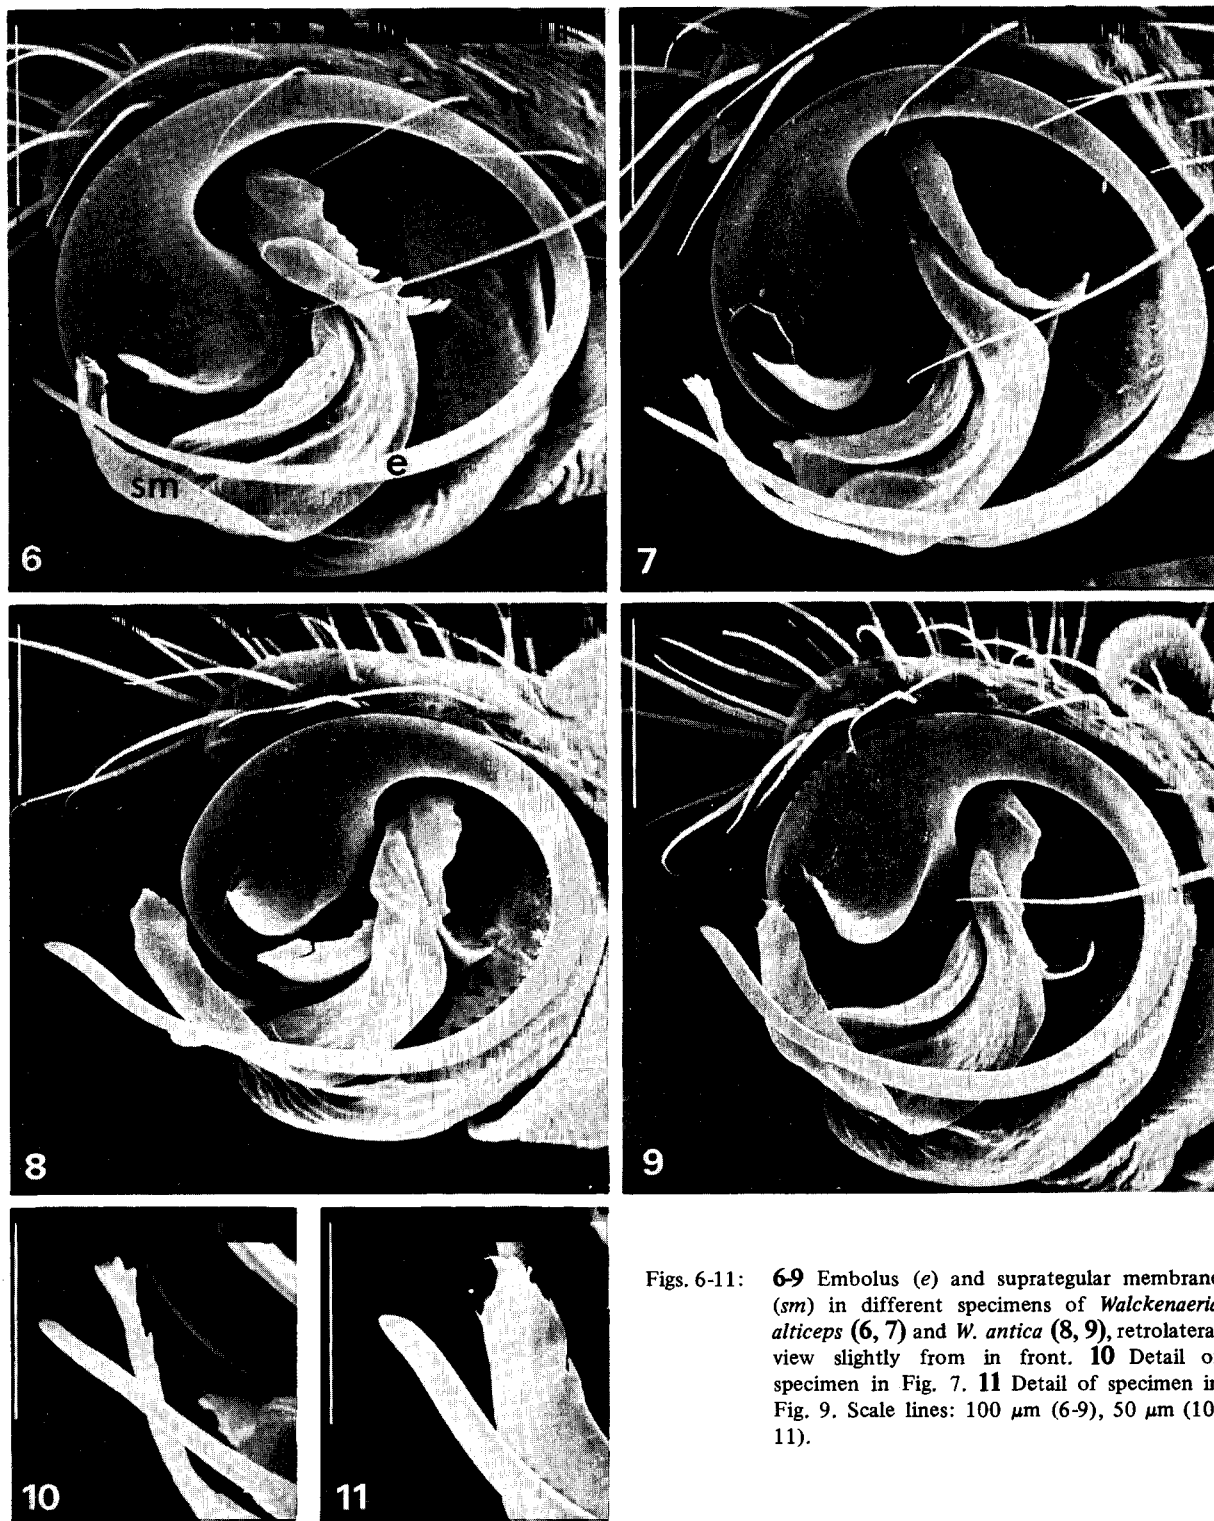 e
sm
6
7
8
9
10
11
Figs. 6-11: 6-9 Embolus (e) and suprategular membrane
(sm) in different specimens of Walckenaeria
alticeps (6, 7) and W. antica (8, 9), retrolateral
view slightly from in front. 10 Detail of
specimen in Fig. 7. 11 Detail of specimen in
Fig. 9. Scale lines: 100 μm (6-9), 50 μm (10,
11).